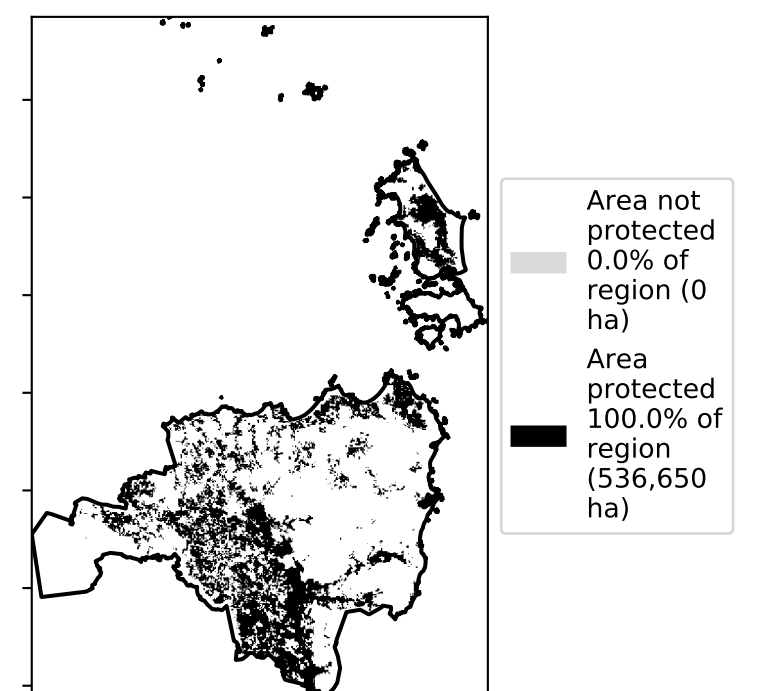 Area not
protected
0.0% of
region (0
ha)
Area
protected
100.0% of
region
(536,650
ha)